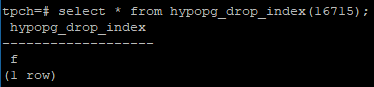 tpch=# select * from hypopg_drop_index(16715);
 hypopg_drop_index
-------------------
 f
(1 row)